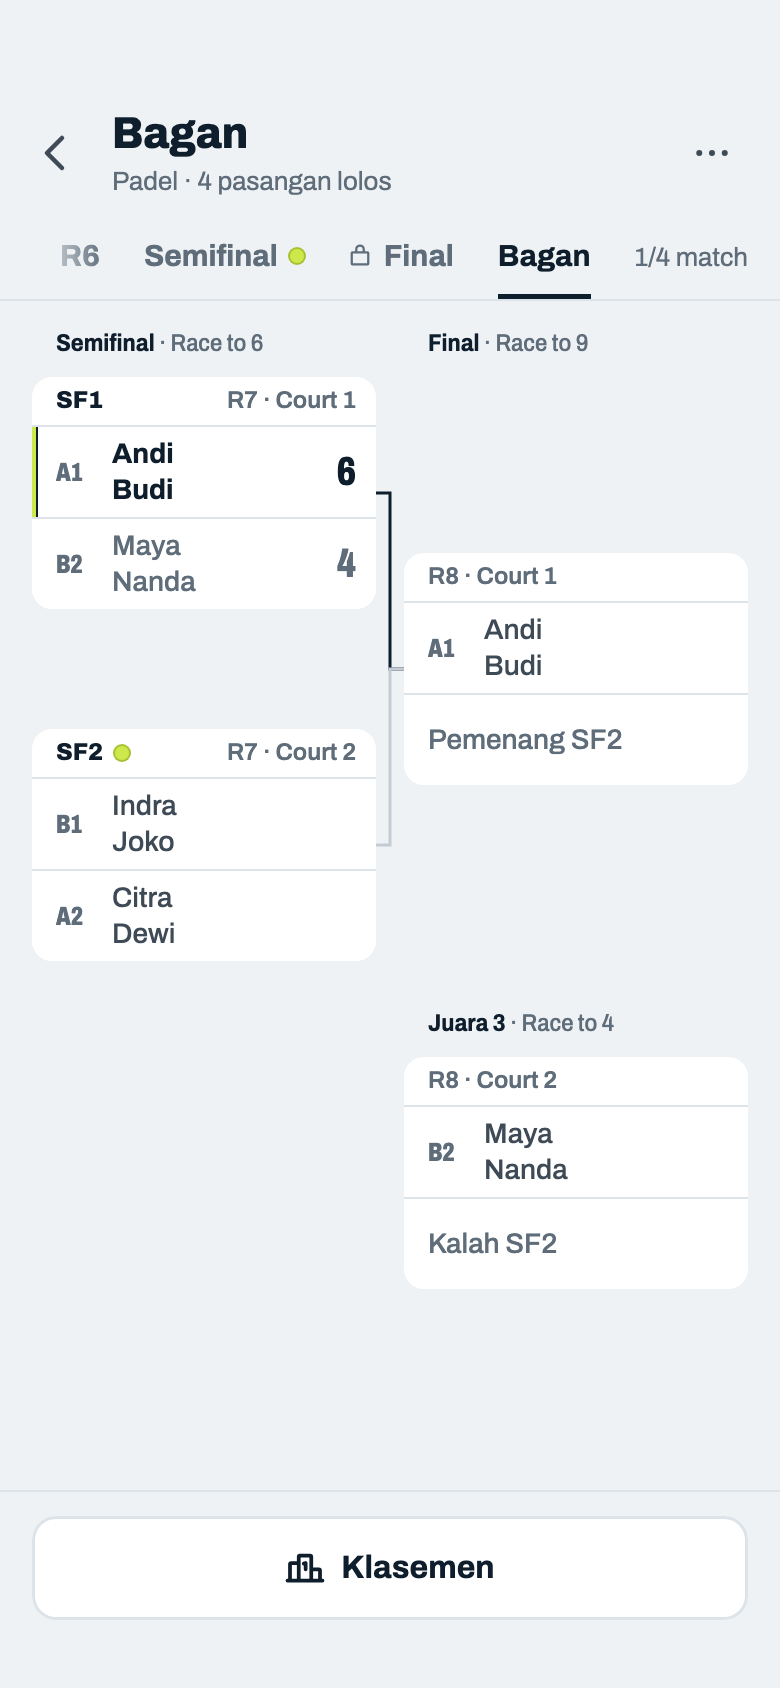 Bagan
Padel · 4 pasangan lolos
R6
Semifinal
Final
Bagan
1/4 match
Semifinal · Race to 6
Final · Race to 9
SF1
R7 · Court 1
A1
Andi
Budi
6
B2
Maya
Nanda
4
R8 · Court 1
A1
Andi
Budi
Pemenang SF2
SF2
R7 · Court 2
B1
Indra
Joko
A2
Citra
Dewi
Juara 3 · Race to 4
R8 · Court 2
B2
Maya
Nanda
Kalah SF2
Klasemen